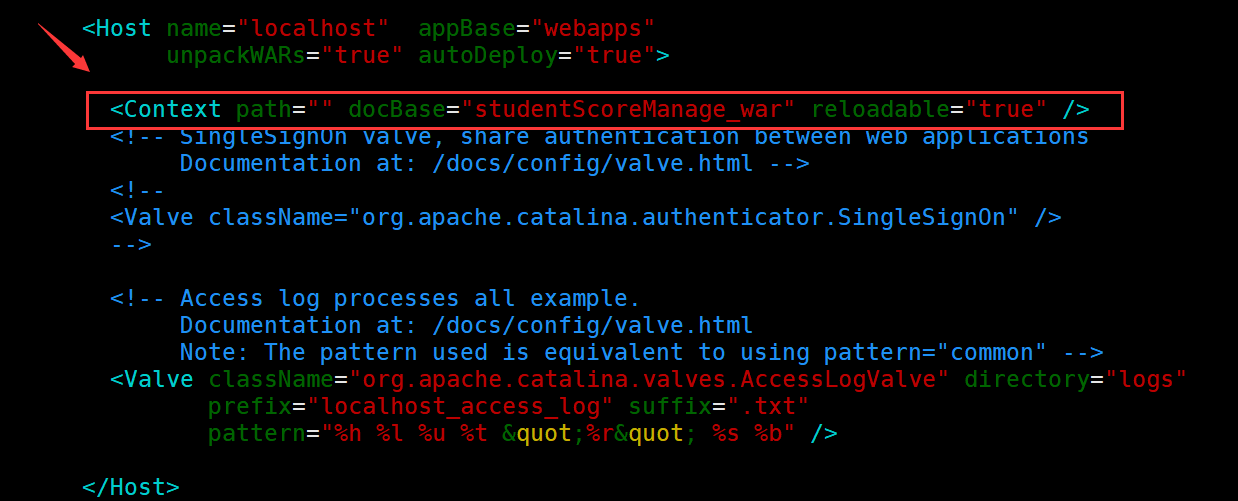 <Host name="localhost"  appBase="webapps"
      unpackWARs="true" autoDeploy="true">
  <Context path="" docBase="studentScoreManage_war" reloadable="true" />
  <!-- SingleSignOn valve, share authentication between web applications
       Documentation at: /docs/config/valve.html -->
  <!--
  <Valve className="org.apache.catalina.authenticator.SingleSignOn" />
  -->
  <!-- Access log processes all example.
       Documentation at: /docs/config/valve.html
       Note: The pattern used is equivalent to using pattern="common" -->
  <Valve className="org.apache.catalina.valves.AccessLogValve" directory="logs"
         prefix="localhost_access_log" suffix=".txt"
         pattern="%h %l %u %t &quot;%r&quot; %s %b" />
</Host>